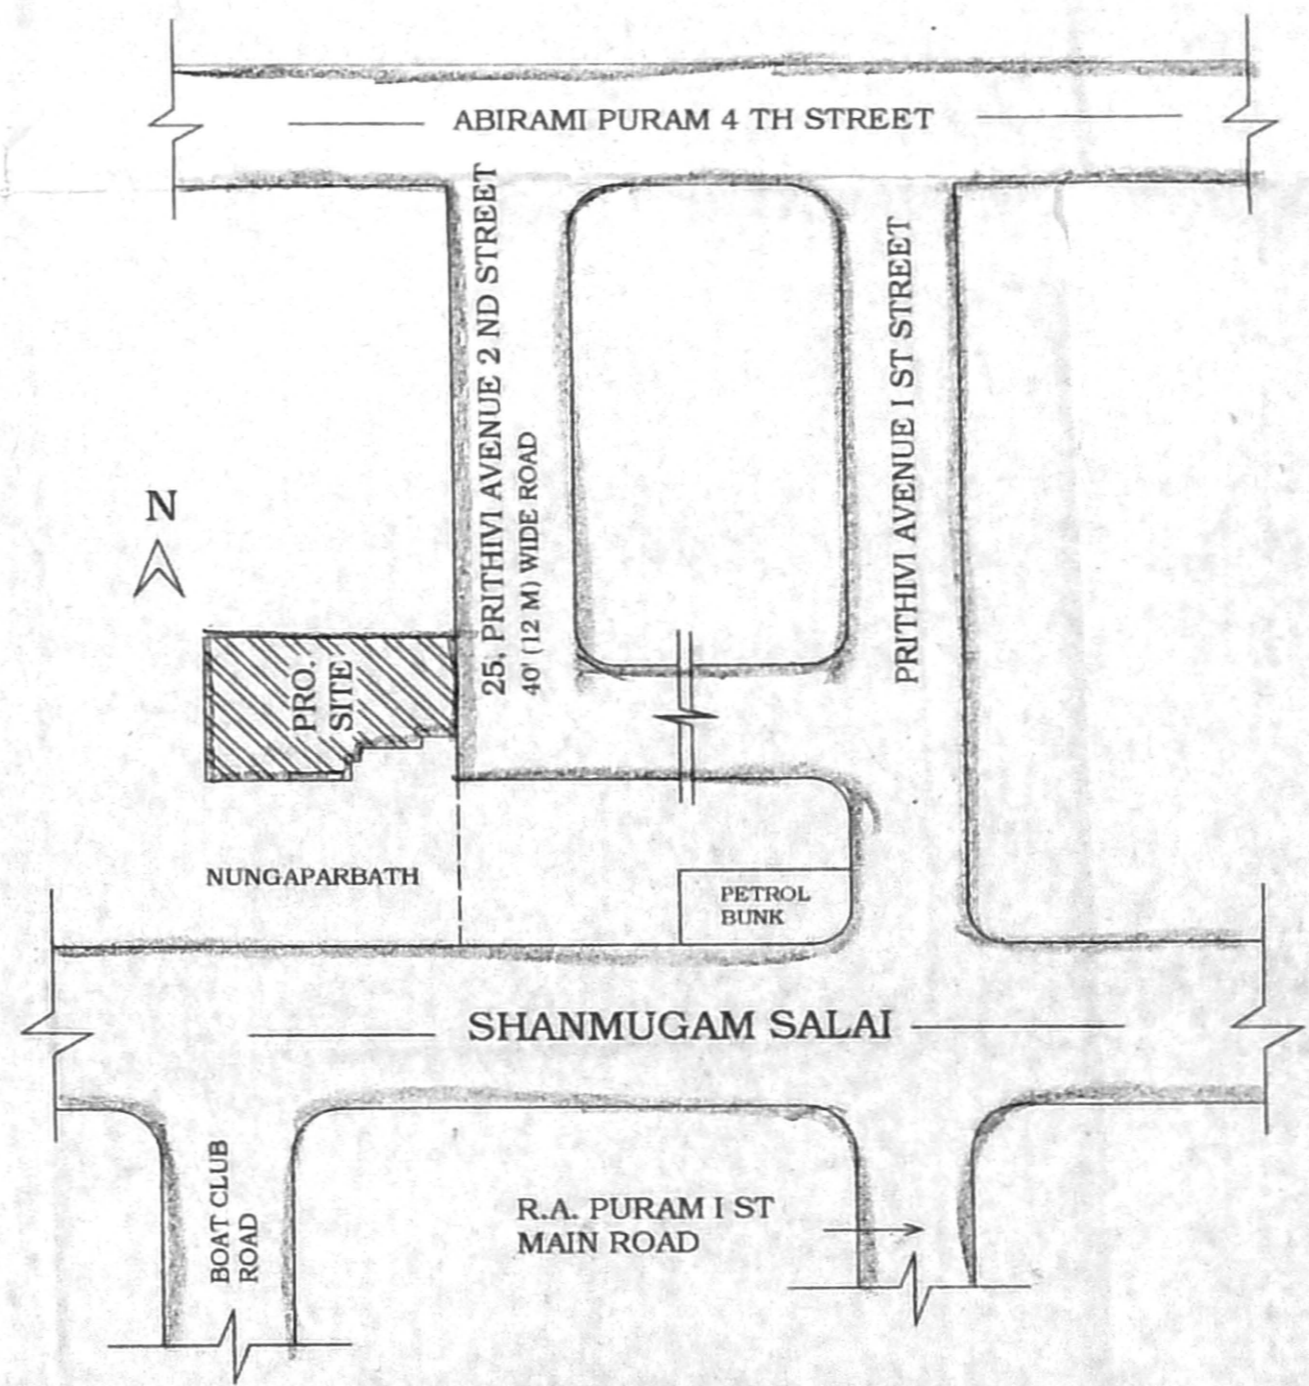 ABIRAMI PURAM 4 TH STREET
25, PRITHIVI AVENUE 2 ND STREET
40' (12 M) WIDE ROAD
PRITHIVI AVENUE I ST STREET
N
PRO.
SITE
NUNGAPARBATH
PETROL
BUNK
SHANMUGAM SALAI
BOAT CLUB
ROAD
R.A. PURAM I ST
MAIN ROAD